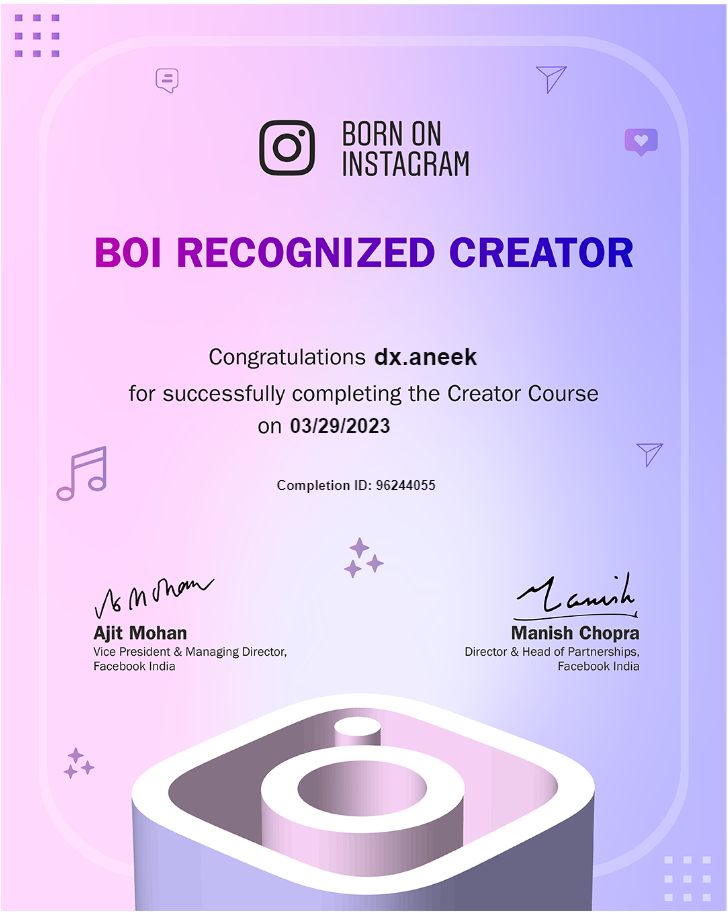 BORN ON
INSTAGRAM
BOI RECOGNIZED CREATOR
Congratulations dx.aneek
for successfully completing the Creator Course
on 03/29/2023
Completion ID: 96244055
Mohan
Manish
Ajit Mohan
Vice President & Managing Director,
Facebook India
Manish Chopra
Director & Head of Partnerships,
Facebook India